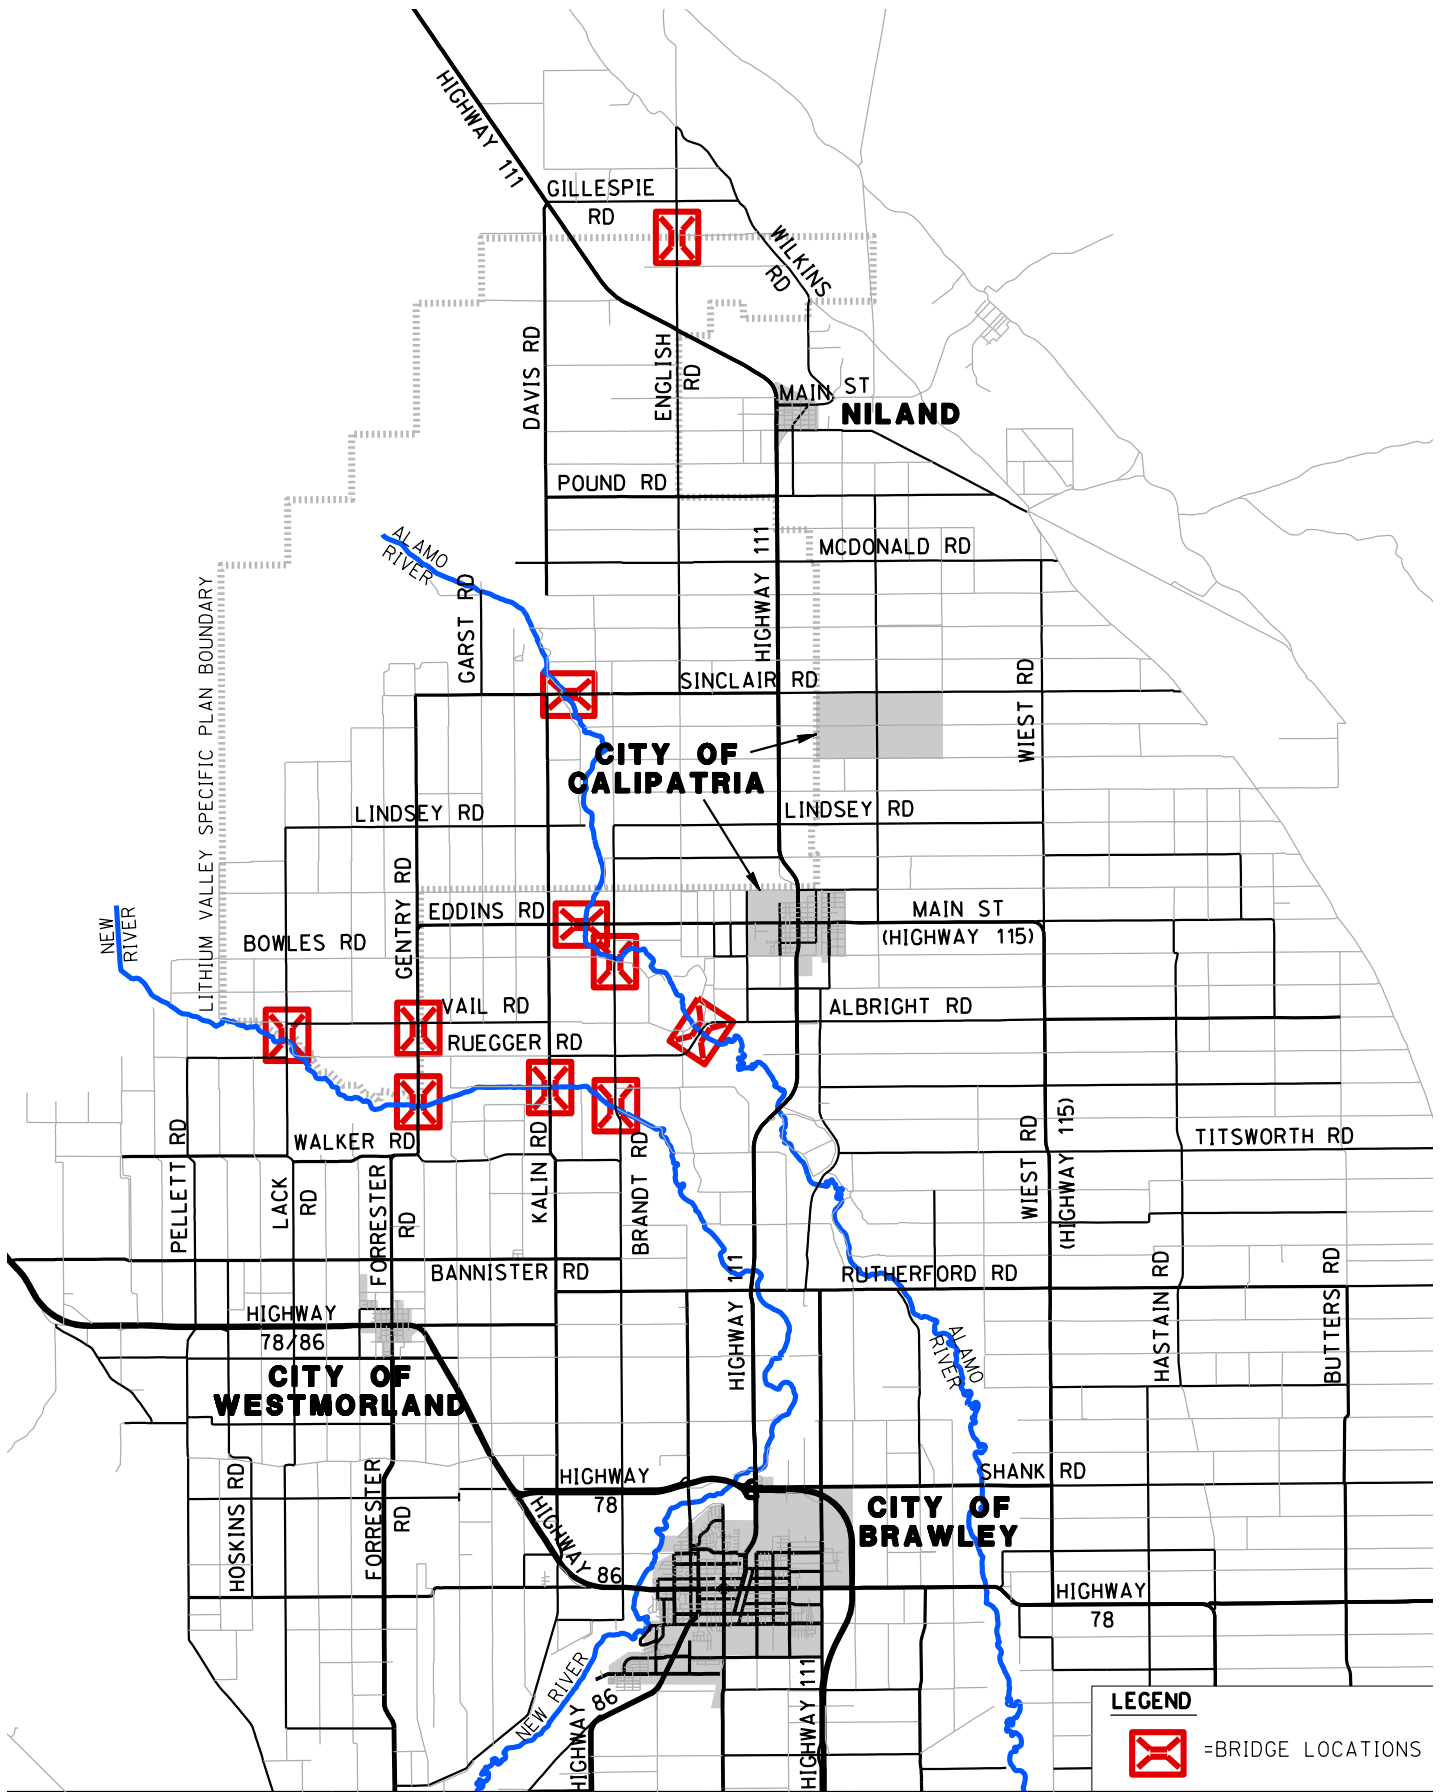 HIGHWAY 111
GILLESPIE
RD
WILKINS
RD
DAVIS RD
ENGLISH
RD
MAIN ST
NILAND
POUND RD
ALAMO
RIVER
HIGHWAY 111
MCDONALD RD
GARST RD
LITHIUM VALLEY SPECIFIC PLAN BOUNDARY
SINCLAIR RD
WIEST RD
CITY OF
CALIPATRIA
LINDSEY RD
LINDSEY RD
GENTRY RD
EDDINS RD
MAIN ST
(HIGHWAY 115)
NEW
RIVER
BOWLES RD
VAIL RD
ALBRIGHT RD
RUEGGER RD
WALKER RD
TITSWORTH RD
PELLETT RD
LACK
RD
FORRESTER
RD
KALIN RD
BRANDT RD
WIEST RD
(HIGHWAY 115)
BANNISTER RD
HIGHWAY 111
RUTHERFORD RD
HASTAIN RD
BUTTERS RD
HIGHWAY
78/86
ALAMO
RIVER
CITY OF
WESTMORLAND
HOSKINS RD
FORRESTER
RD
HIGHWAY
78
SHANK RD
CITY OF
BRAWLEY
HIGHWAY 86
HIGHWAY
78
NEW RIVER
HIGHWAY 86
HIGHWAY 111
LEGEND
=BRIDGE LOCATIONS